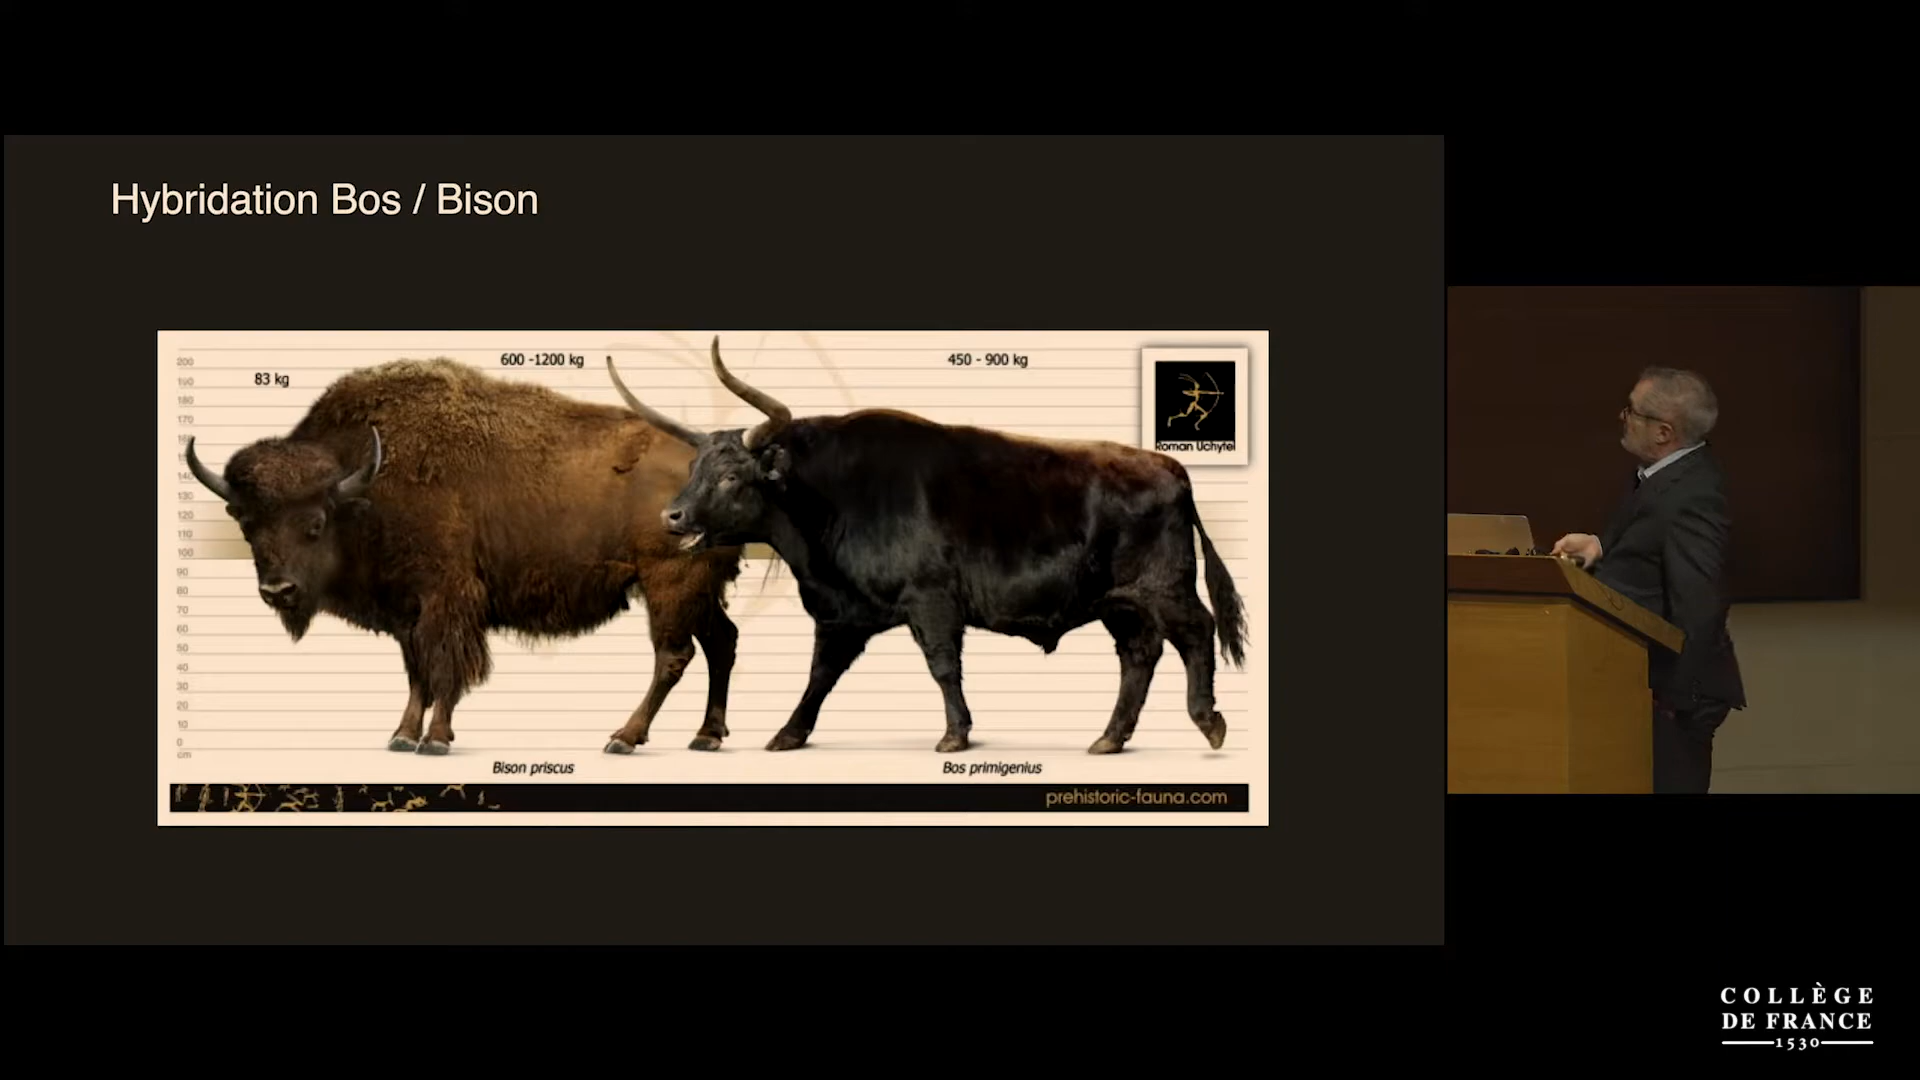 Hybridation Bos / Bison
600 -1200 kg
450 - 900 kg
83 kg
200
190
180
170
140
130
120
110
100
90
80
70
60
50
40
30
20
10
0
cm
Roman Uchytel
Bison priscus
Bos primigenius
prehistoric-fauna.com
COLLÈGE
DE FRANCE
1530